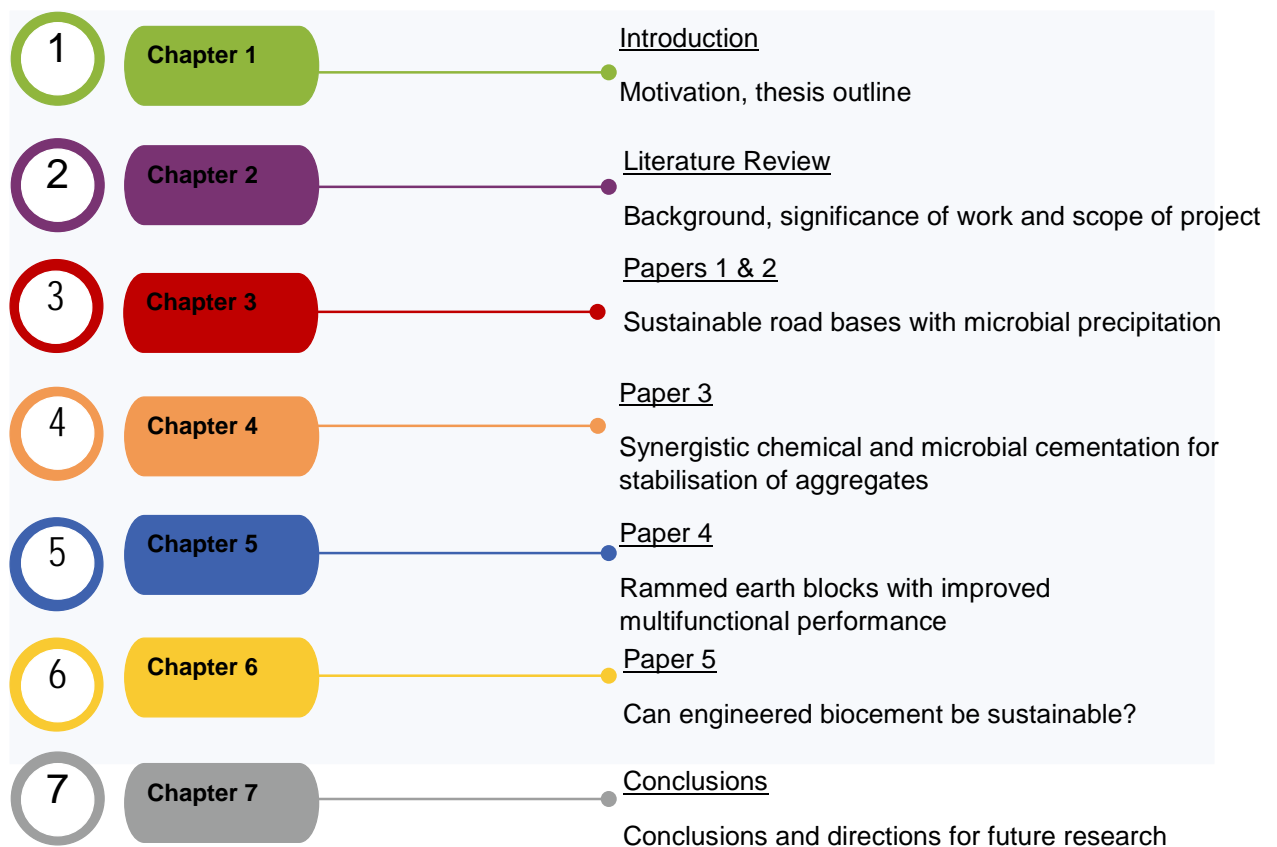 1
Chapter 1
Introduction
Motivation, thesis outline
2
Chapter 2
Literature Review
Background, significance of work and scope of project
3
Chapter 3
Papers 1 & 2
Sustainable road bases with microbial precipitation
4
Chapter 4
Paper 3
Synergistic chemical and microbial cementation for
stabilisation of aggregates
5
Chapter 5
Paper 4
Rammed earth blocks with improved
multifunctional performance
6
Chapter 6
Paper 5
Can engineered biocement be sustainable?
7
Chapter 7
Conclusions
Conclusions and directions for future research